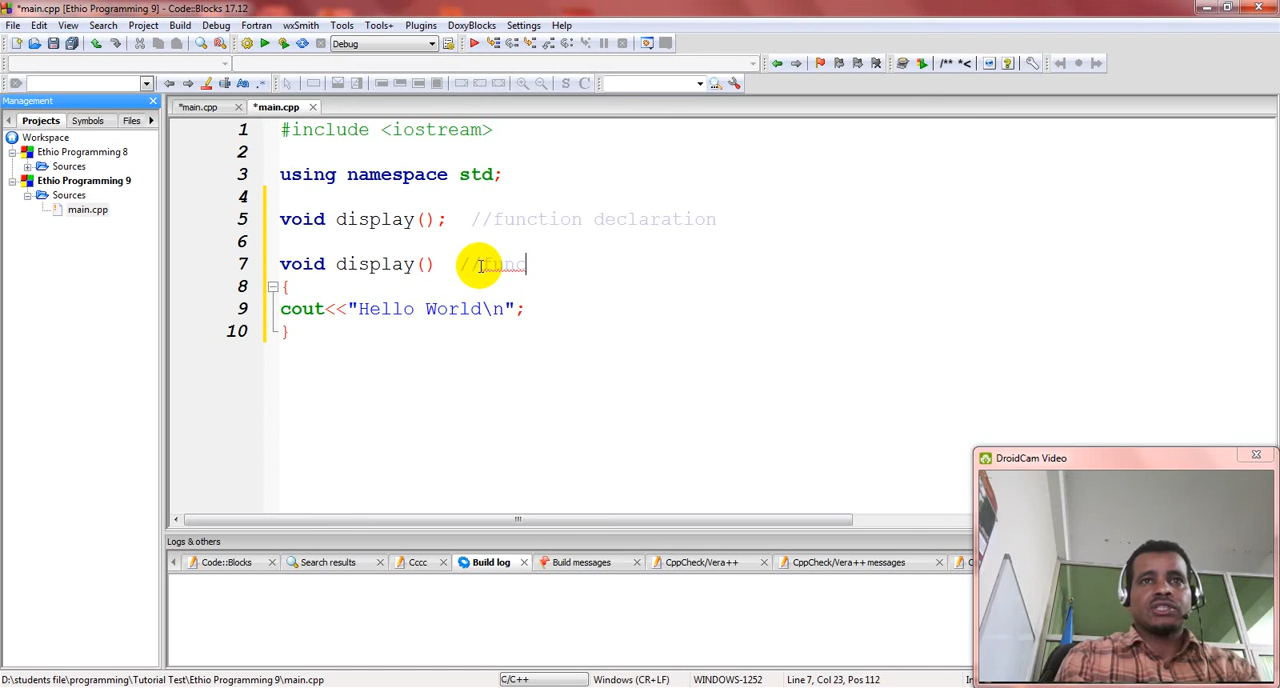 *main.cpp [Ethio Programming 9] - Code::Blocks 17.12
File Edit View Search Project Build Debug Fortran wxSmith Tools Tools+ Plugins DoxyBlocks Settings Help
Debug
/** *<
S C
Management
*main.cpp *main.cpp
Projects Symbols Files
Workspace
Ethio Programming 8
Sources
Ethio Programming 9
Sources
main.cpp
1 #include <iostream>
2
3 using namespace std;
4
5 void display(); //function declaration
6
7 void display() //func
8 {
9 cout<<"Hello World\n";
10 }
DroidCam Video
Logs & others
Code::Blocks Search results Cccc Build log Build messages CppCheck/Vera++ CppCheck/Vera++ messages
D:\students file\programming\Tutorial Test\Ethio Programming 9\main.cpp C/C++ Windows (CR+LF) WINDOWS-1252 Line 7, Col 23, Pos 112